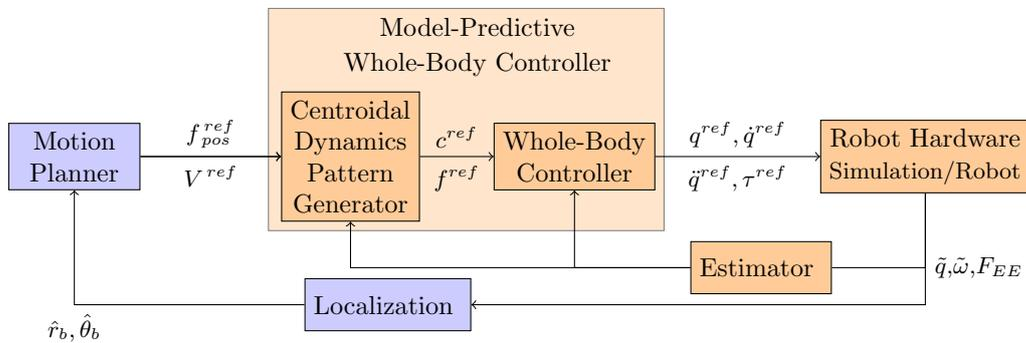 Model-Predictive
Whole-Body Controller
Motion
Planner
f_{pos}^{ref}
V^{ref}
Centroidal
Dynamics
Pattern
Generator
c^{ref}
f^{ref}
Whole-Body
Controller
q^{ref}, q̇^{ref}
q̈^{ref}, τ^{ref}
Robot Hardware
Simulation/Robot
Estimator
q̃,ω̃,F_{EE}
Localization
r̂_b, θ̂_b